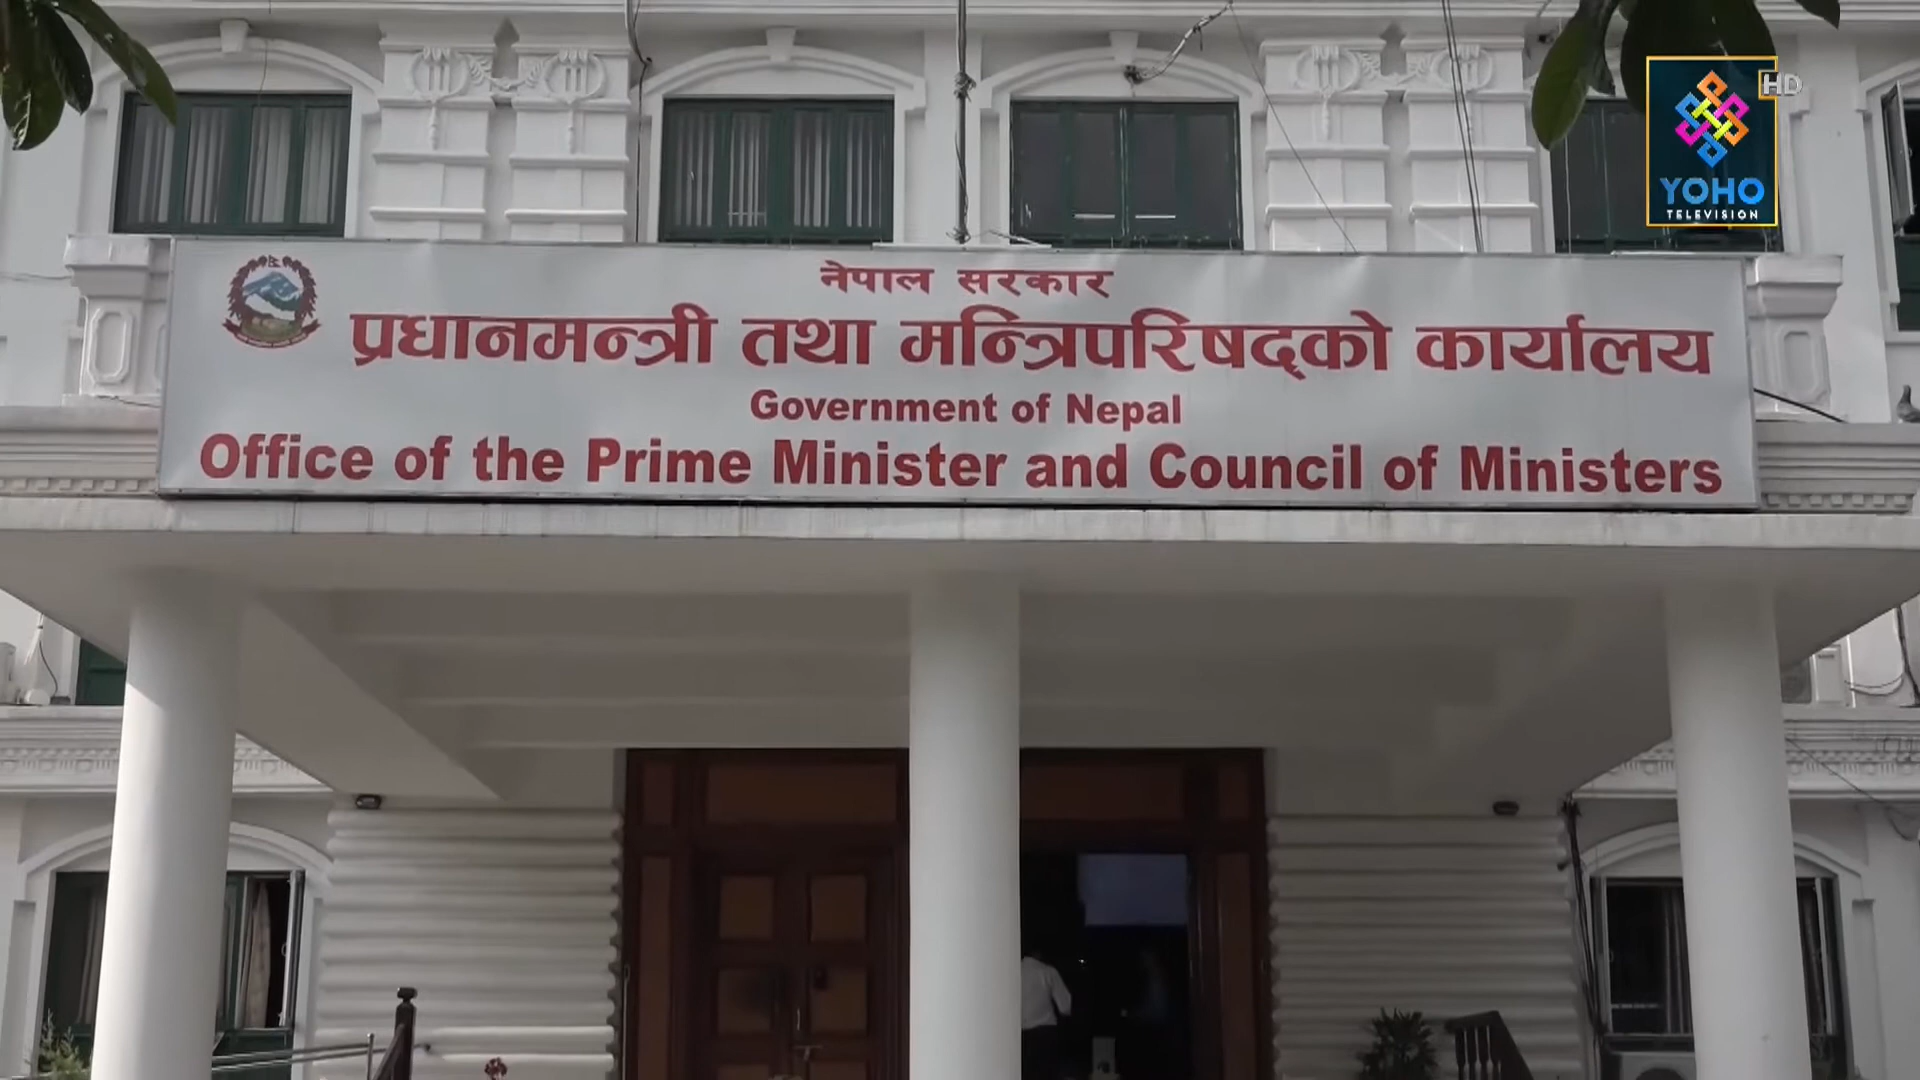 HD
YOHO
TELEVISION
नेपाल सरकार
प्रधानमन्त्री तथा मन्त्रिपरिषद्को कार्यालय
Government of Nepal
Office of the Prime Minister and Council of Ministers